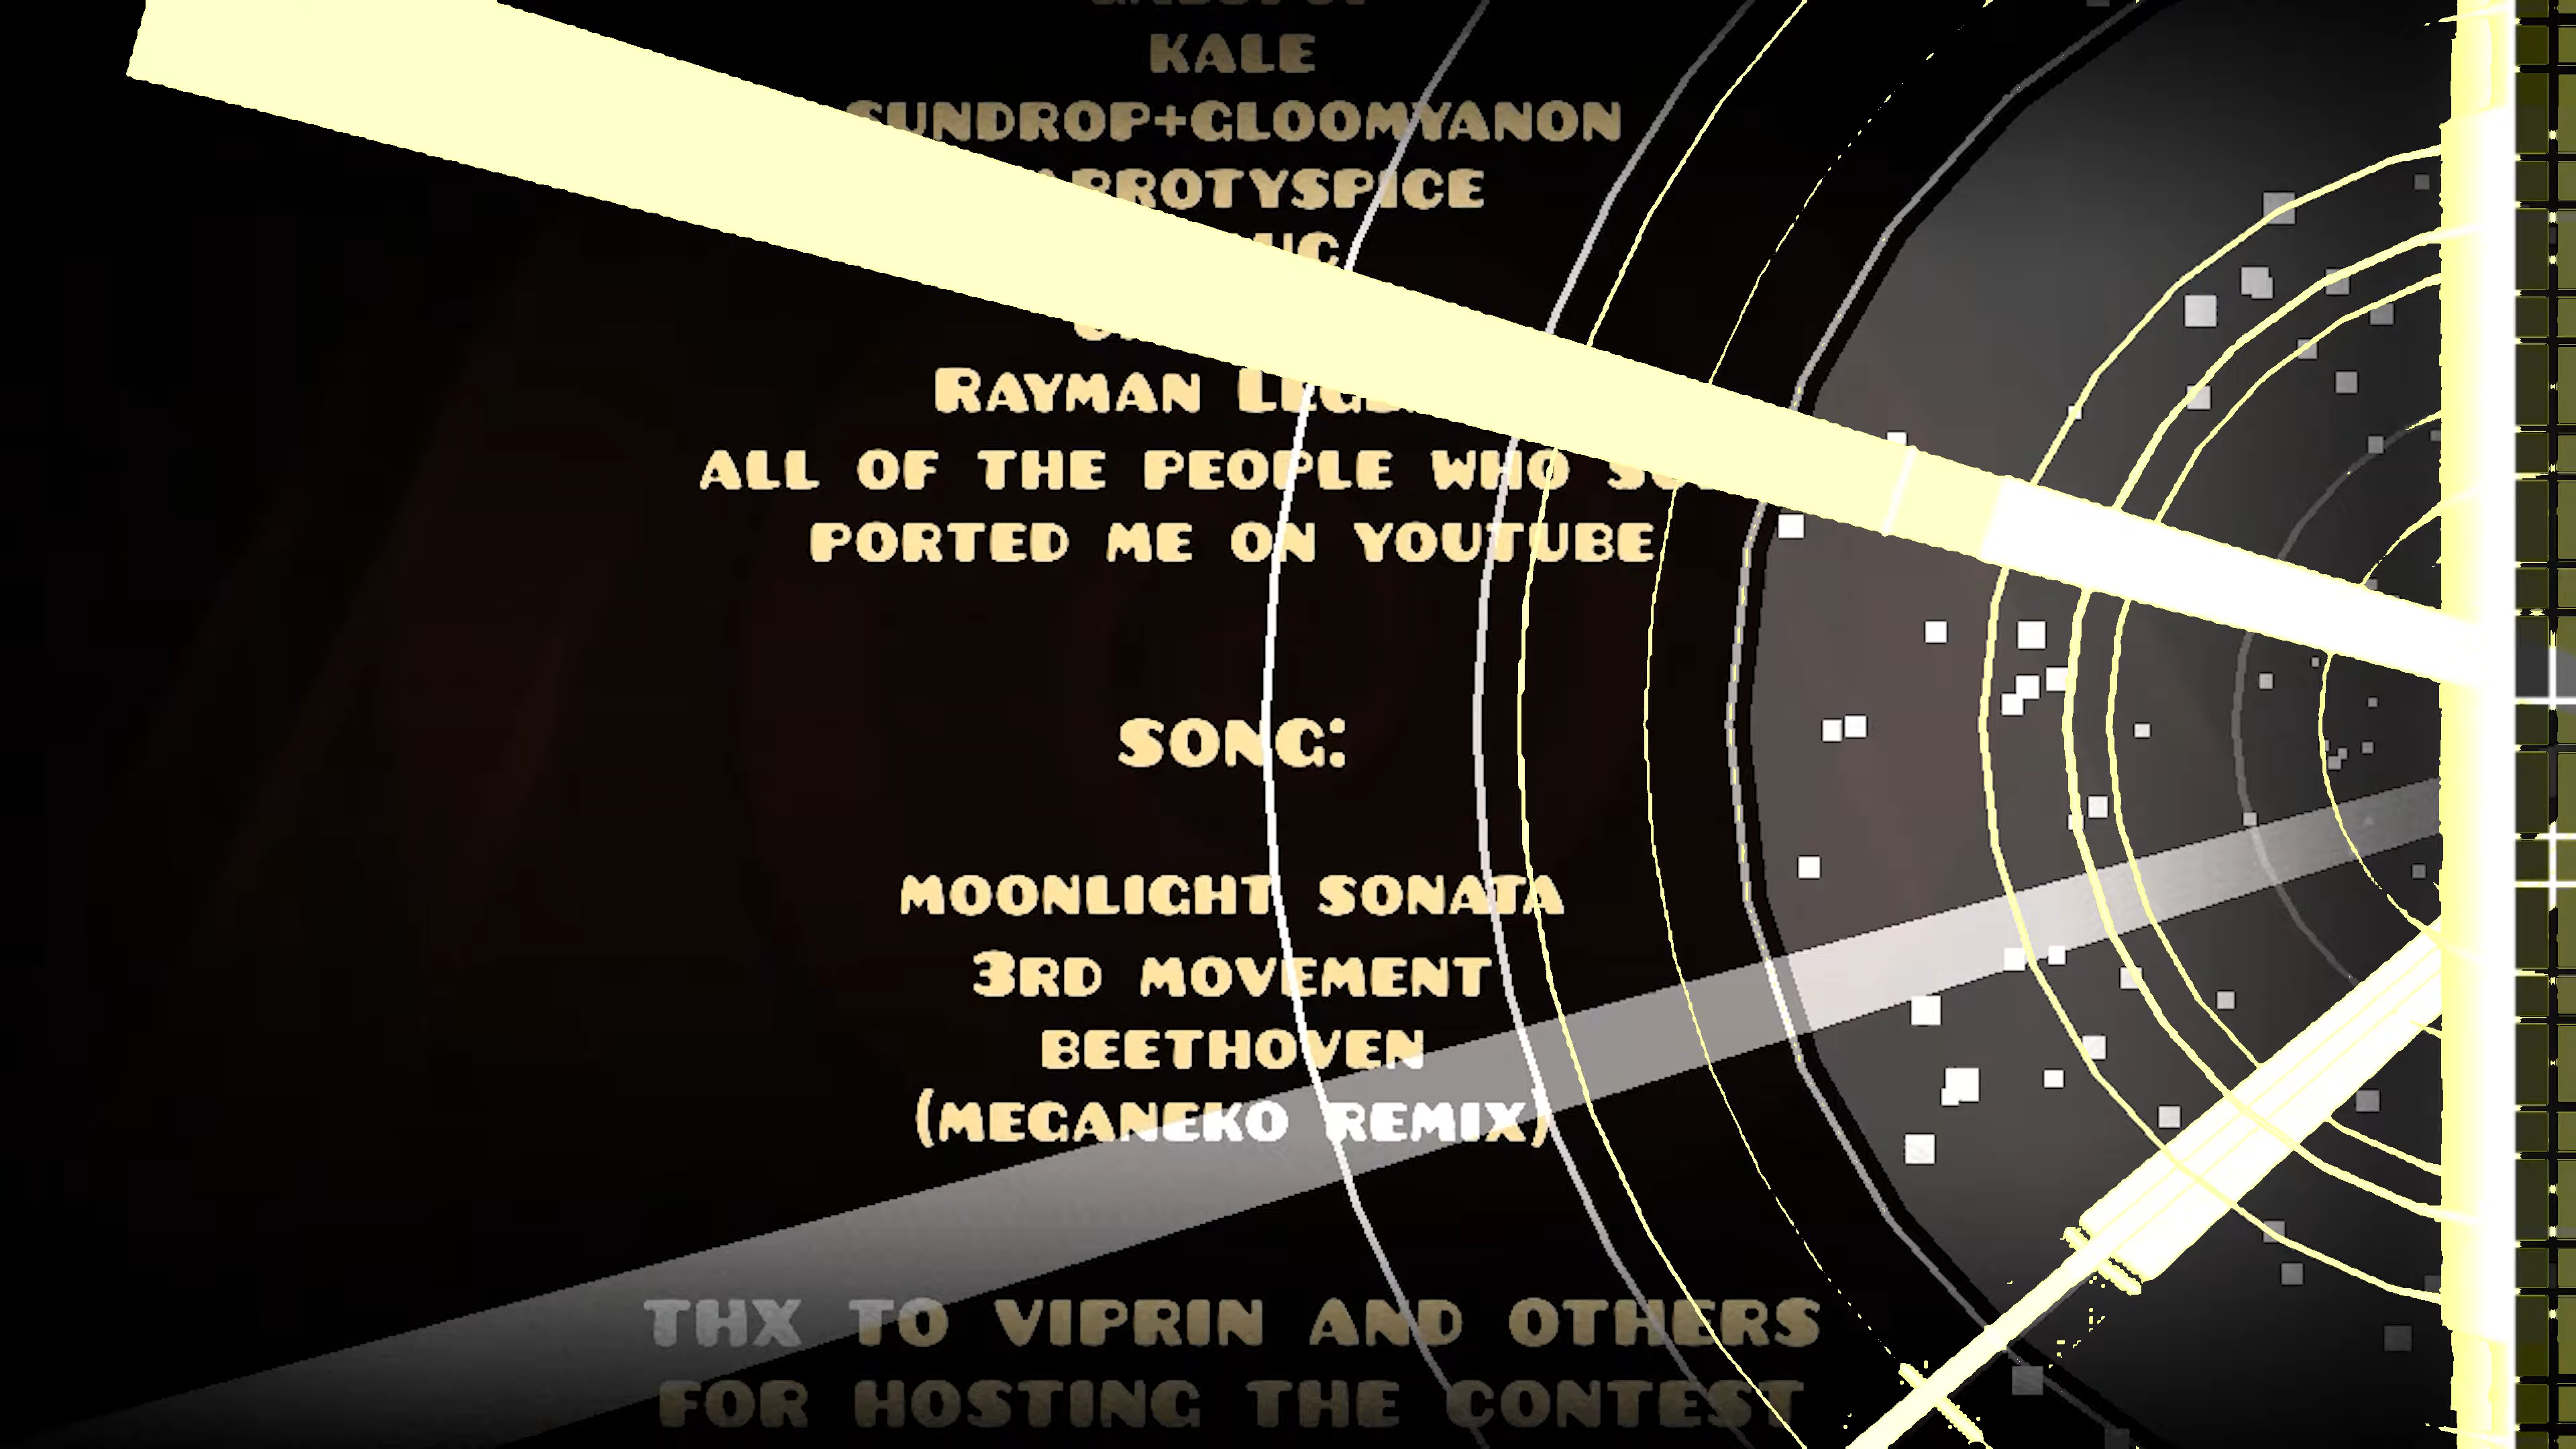 KALE
SUNDROP+GLOOMYANON
RAYMAN
ALL OF THE PEOPLE WHO
PORTED ME ON YOUTUBE
SONG:
MOONLIGHT SONATA
3RD MOVEMENT
BEETHOVEN
(MEGANEKO REMIX)
THX TO VIPRIN AND OTHERS
FOR HOSTING THE CONTEST